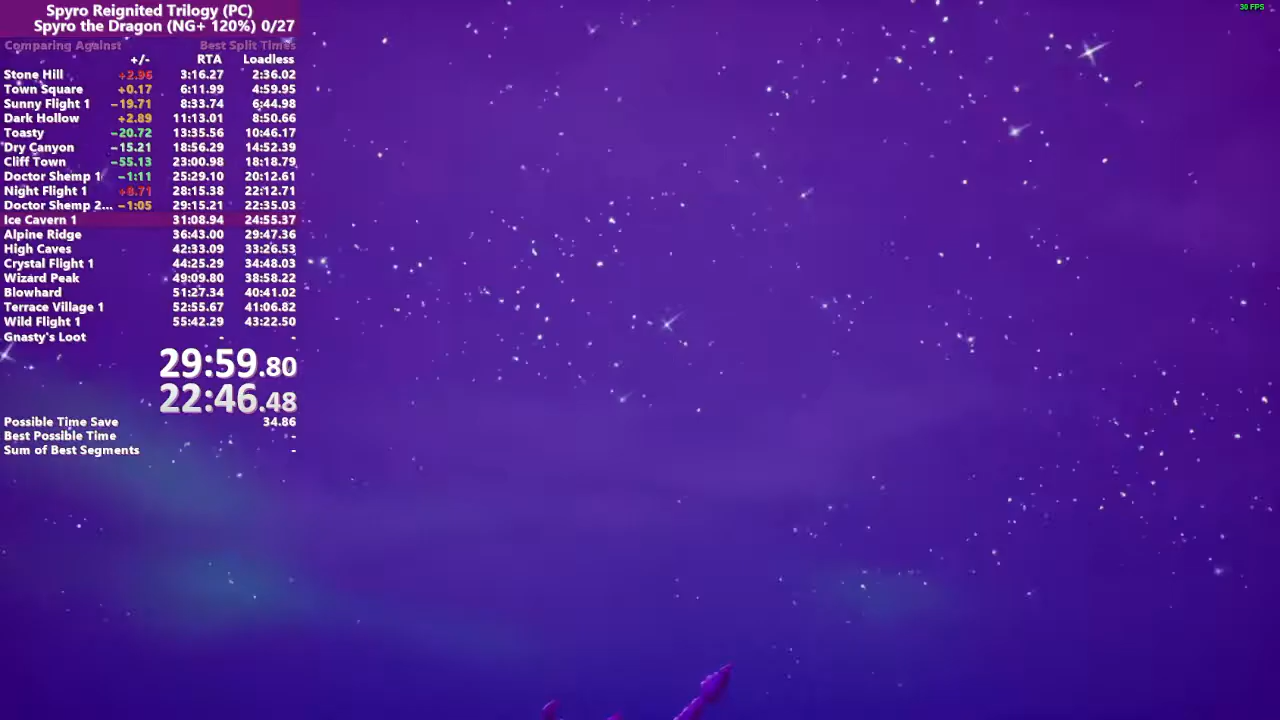 Spyro Reignited Trilogy (PC)
Spyro the Dragon (NG+ 120%) 0/27
30 FPS
Comparing Against Best Split Times
+/- RTA Loadless
Stone Hill +2.96 3:16.27 2:36.02
Town Square +0.17 6:11.99 4:59.95
Sunny Flight 1 −19.71 8:33.74 6:44.98
Dark Hollow +2.89 11:13.01 8:50.66
Toasty −20.72 13:35.56 10:46.17
Dry Canyon −15.21 18:56.29 14:52.39
Cliff Town −55.13 23:00.98 18:18.79
Doctor Shemp 1 −1:11 25:29.10 20:12.61
Night Flight 1 +8.71 28:15.38 22:12.71
Doctor Shemp 2... −1:05 29:15.21 22:35.03
Ice Cavern 1 31:08.94 24:55.37
Alpine Ridge 36:43.00 29:47.36
High Caves 42:33.09 33:26.53
Crystal Flight 1 44:25.29 34:48.03
Wizard Peak 49:09.80 38:58.22
Blowhard 51:27.34 40:41.02
Terrace Village 1 52:55.67 41:06.82
Wild Flight 1 55:42.29 43:22.50
Gnasty's Loot - -
29:59.80
22:46.48
Possible Time Save 34.86
Best Possible Time -
Sum of Best Segments -